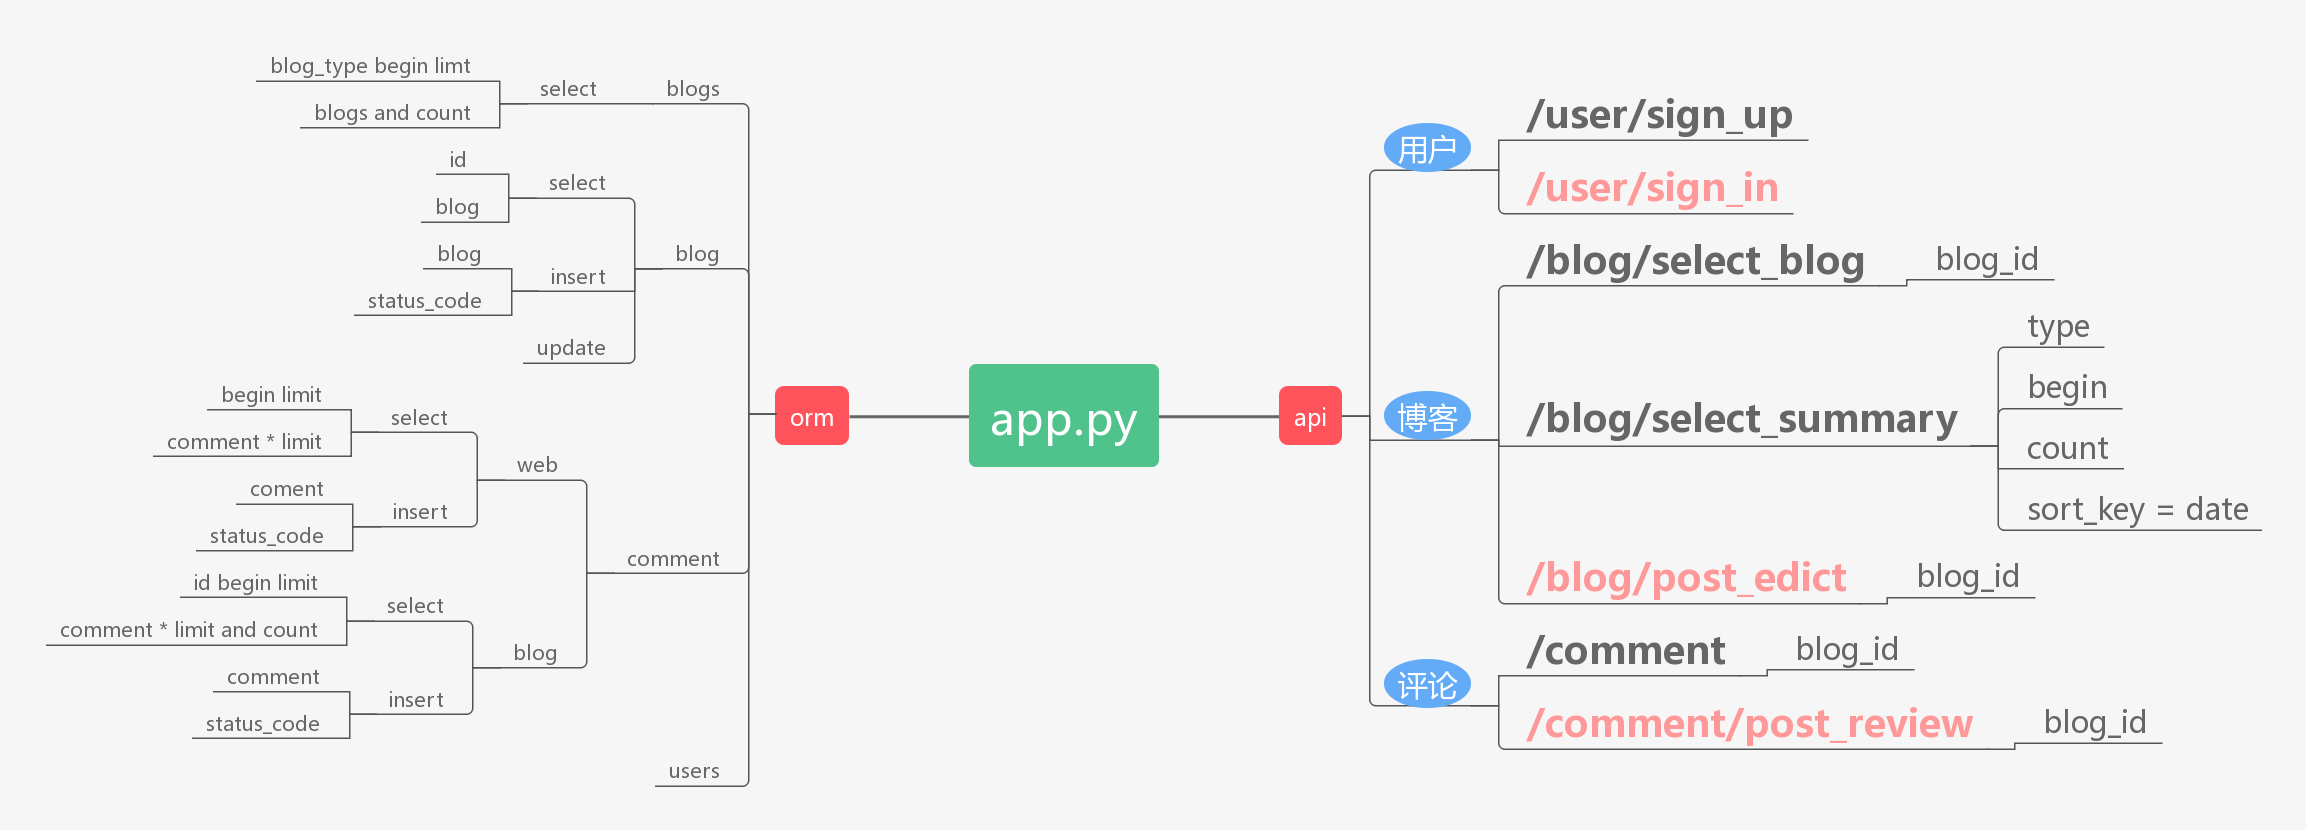 blog_type begin limt
blogs and count
select
blogs
id
blog
select
blog
status_code
insert
update
blog
begin limit
comment * limit
select
coment
status_code
insert
web
id begin limit
comment * limit and count
select
comment
status_code
insert
blog
comment
users
orm
app.py
api
用户
/user/sign_up
/user/sign_in
博客
/blog/select_blog
blog_id
/blog/select_summary
type
begin
count
sort_key = date
/blog/post_edict
blog_id
评论
/comment
blog_id
/comment/post_review
blog_id